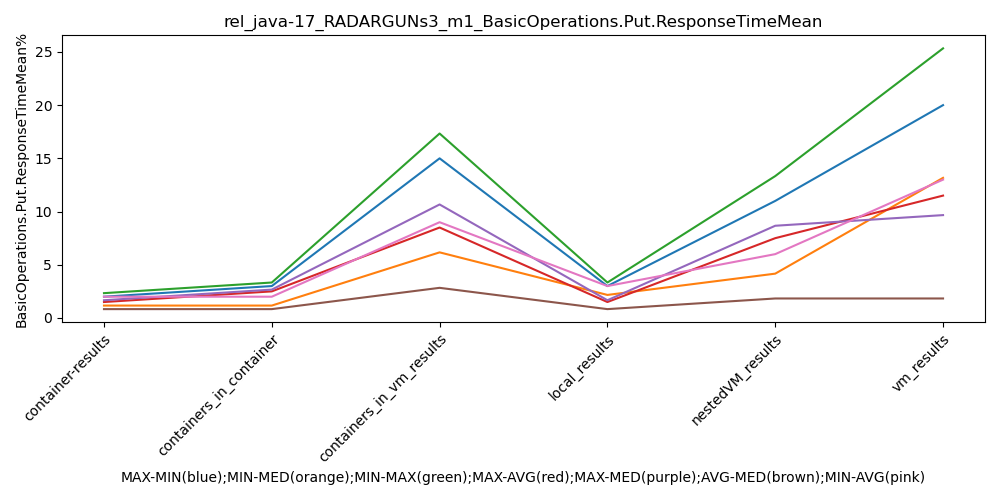 rel_java-17_RADARGUNs3_m1_BasicOperations.Put.ResponseTimeMean
BasicOperations.Put.ResponseTimeMean%
25
20
15
10
5
0
container-results
containers_in_container
containers_in_vm_results
local_results
nestedVM_results
vm_results
MAX-MIN(blue);MIN-MED(orange);MIN-MAX(green);MAX-AVG(red);MAX-MED(purple);AVG-MED(brown);MIN-AVG(pink)